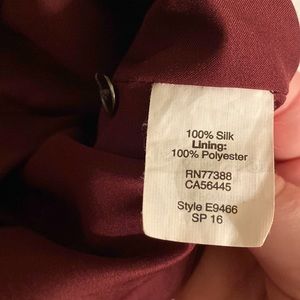 100% Silk
Lining:
100% Polyester
RN77388
CA56445
Style E9466
SP 16